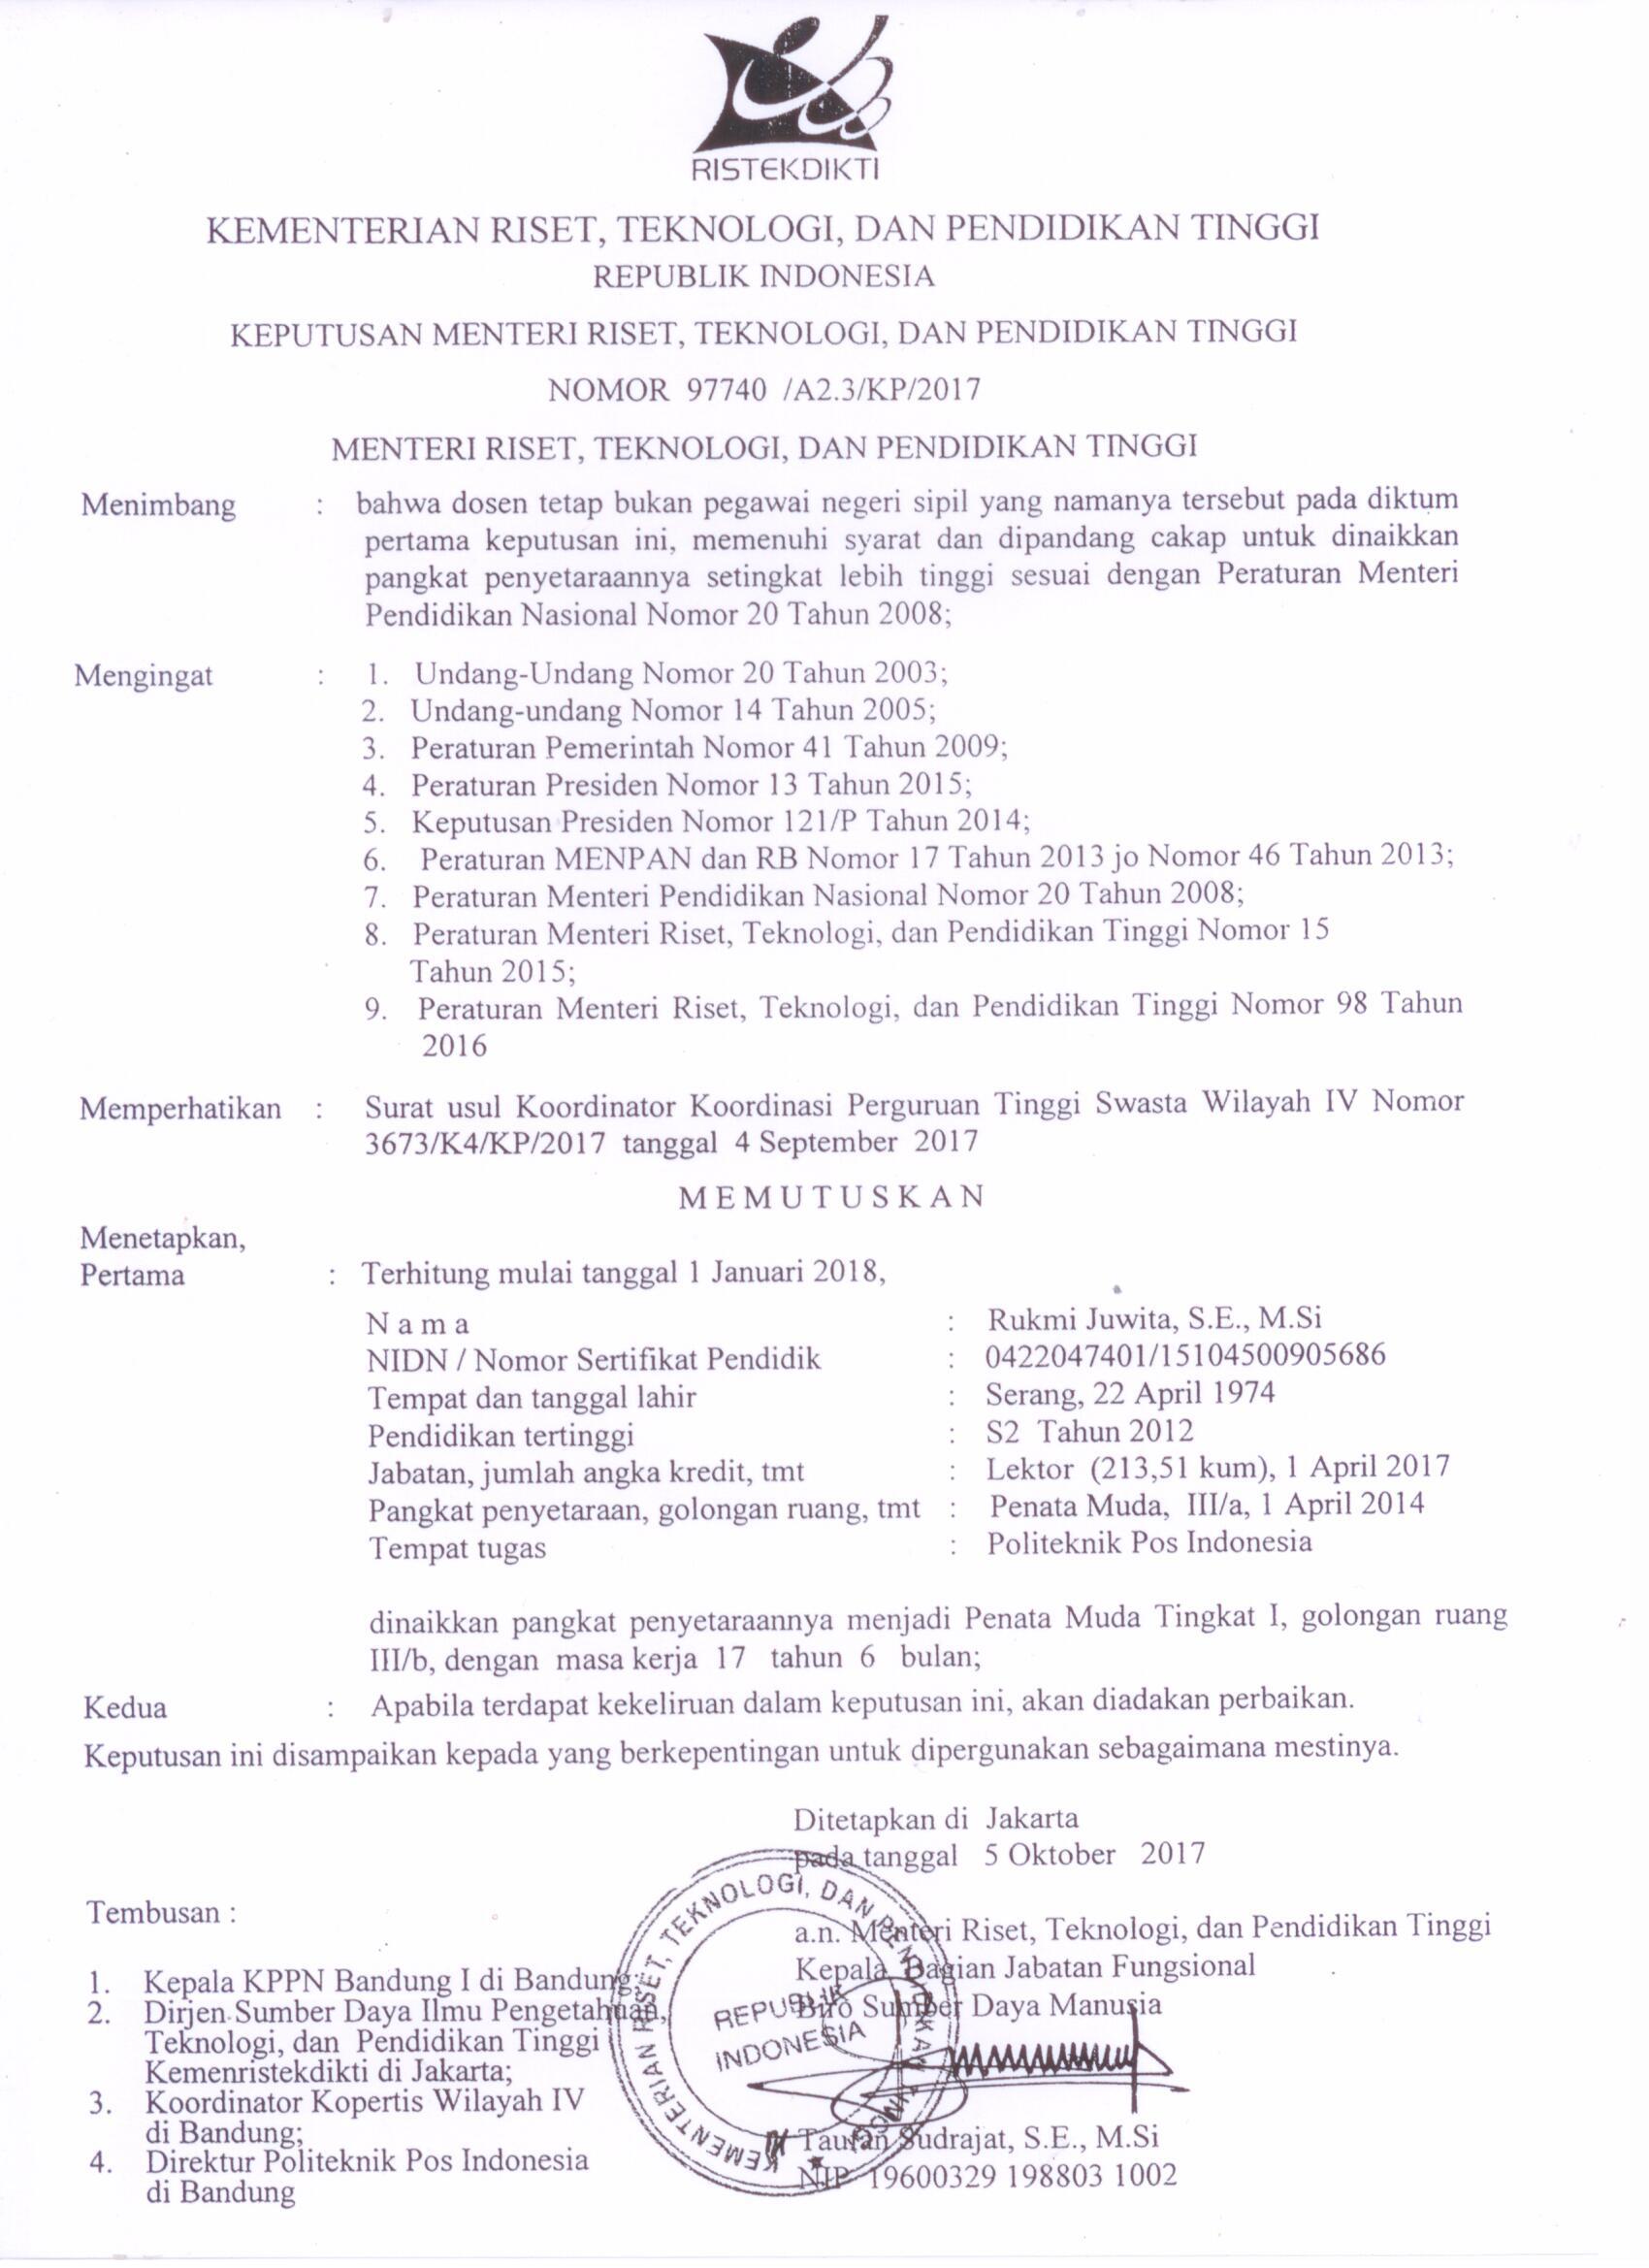 RISTEKDIKTI
KEMENTERIAN RISET, TEKNOLOGI, DAN PENDIDIKAN TINGGI
REPUBLIK INDONESIA
KEPUTUSAN MENTERI RISET, TEKNOLOGI, DAN PENDIDIKAN TINGGI
NOMOR 97740 /A2.3/KP/2017
MENTERI RISET, TEKNOLOGI, DAN PENDIDIKAN TINGGI
Menimbang : bahwa dosen tetap bukan pegawai negeri sipil yang namanya tersebut pada diktum
pertama keputusan ini, memenuhi syarat dan dipandang cakap untuk dinaikkan
pangkat penyetaraannya setingkat lebih tinggi sesuai dengan Peraturan Menteri
Pendidikan Nasional Nomor 20 Tahun 2008;
Mengingat : 1. Undang-Undang Nomor 20 Tahun 2003;
2. Undang-undang Nomor 14 Tahun 2005;
3. Peraturan Pemerintah Nomor 41 Tahun 2009;
4. Peraturan Presiden Nomor 13 Tahun 2015;
5. Keputusan Presiden Nomor 121/P Tahun 2014;
6. Peraturan MENPAN dan RB Nomor 17 Tahun 2013 jo Nomor 46 Tahun 2013;
7. Peraturan Menteri Pendidikan Nasional Nomor 20 Tahun 2008;
8. Peraturan Menteri Riset, Teknologi, dan Pendidikan Tinggi Nomor 15
Tahun 2015;
9. Peraturan Menteri Riset, Teknologi, dan Pendidikan Tinggi Nomor 98 Tahun
2016
Memperhatikan : Surat usul Koordinator Koordinasi Perguruan Tinggi Swasta Wilayah IV Nomor
3673/K4/KP/2017 tanggal 4 September 2017
M E M U T U S K A N
Menetapkan,
Pertama : Terhitung mulai tanggal 1 Januari 2018,
N a m a : Rukmi Juwita, S.E., M.Si
NIDN / Nomor Sertifikat Pendidik : 0422047401/15104500905686
Tempat dan tanggal lahir : Serang, 22 April 1974
Pendidikan tertinggi : S2 Tahun 2012
Jabatan, jumlah angka kredit, tmt : Lektor (213,51 kum), 1 April 2017
Pangkat penyetaraan, golongan ruang, tmt : Penata Muda, III/a, 1 April 2014
Tempat tugas : Politeknik Pos Indonesia
dinaikkan pangkat penyetaraannya menjadi Penata Muda Tingkat I, golongan ruang
III/b, dengan masa kerja 17 tahun 6 bulan;
Kedua : Apabila terdapat kekeliruan dalam keputusan ini, akan diadakan perbaikan.
Keputusan ini disampaikan kepada yang berkepentingan untuk dipergunakan sebagaimana mestinya.
Ditetapkan di Jakarta
pada tanggal 5 Oktober 2017
a.n. Menteri Riset, Teknologi, dan Pendidikan Tinggi
Kepala Bagian Jabatan Fungsional
Biro Sumber Daya Manusia
Taufan Sudrajat, S.E., M.Si
NIP 19600329 198803 1002
KEMENTERIAN RISET, TEKNOLOGI, DAN PENDIDIKAN TINGGI
REPUBLIK
INDONESIA
Tembusan :
1. Kepala KPPN Bandung I di Bandung;
2. Dirjen Sumber Daya Ilmu Pengetahuan,
Teknologi, dan Pendidikan Tinggi
Kemenristekdikti di Jakarta;
3. Koordinator Kopertis Wilayah IV
di Bandung;
4. Direktur Politeknik Pos Indonesia
di Bandung